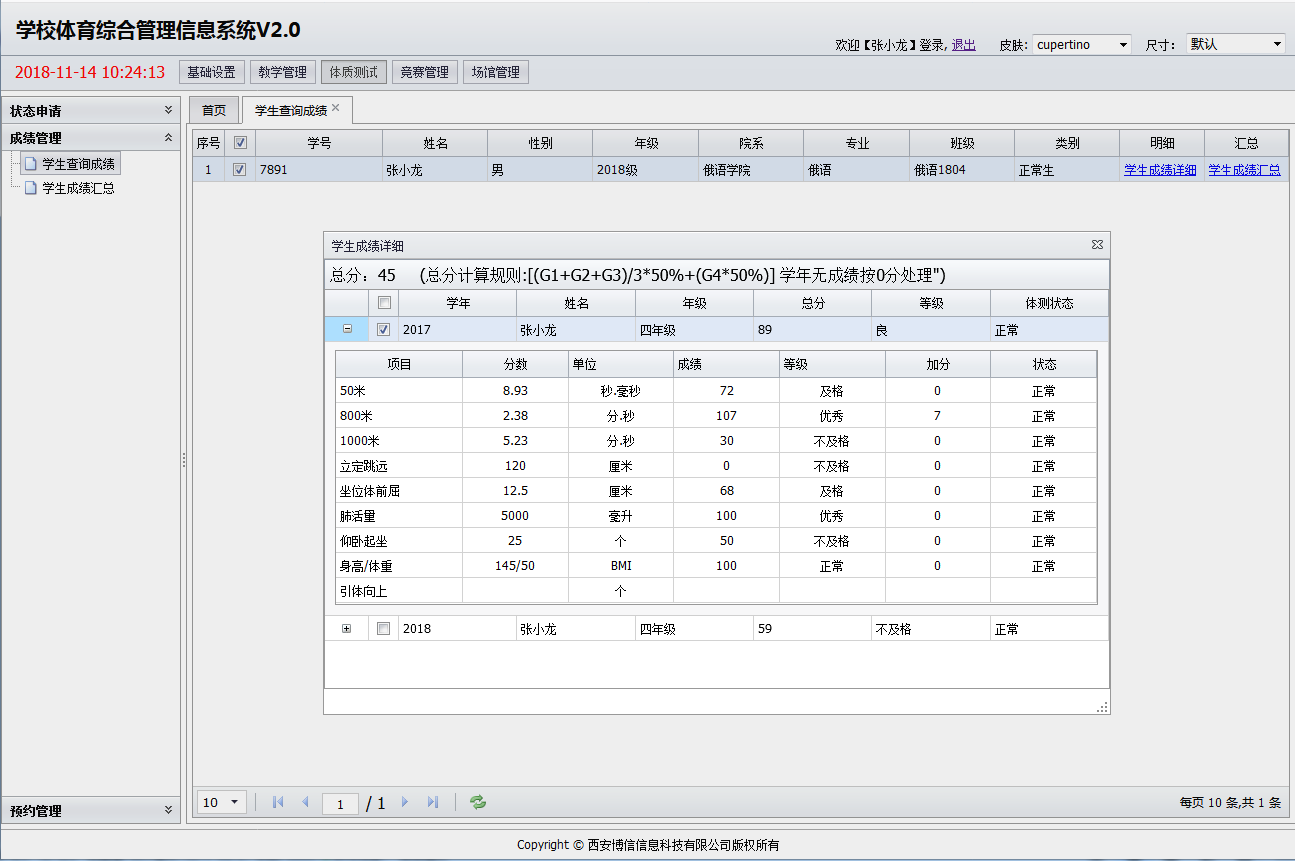 学校体育综合管理信息系统V2.0
欢迎【张小龙】登录, 退出 皮肤: cupertino 尺寸: 默认
2018-11-14 10:24:13 基础设置 教学管理 体质测试 竞赛管理 场馆管理
状态申请
成绩管理
学生查询成绩
学生成绩汇总
预约管理
首页 学生查询成绩
序号 学号 姓名 性别 年级 院系 专业 班级 类别 明细 汇总
1 7891 张小龙 男 2018级 俄语学院 俄语 俄语1804 正常生 学生成绩详细 学生成绩汇总
学生成绩详细
总分：45 (总分计算规则:[(G1+G2+G3)/3*50%+(G4*50%)] 学年无成绩按0分处理")
学年 姓名 年级 总分 等级 体测状态
2017 张小龙 四年级 89 良 正常
项目 分数 单位 成绩 等级 加分 状态
50米 8.93 秒.毫秒 72 及格 0 正常
800米 2.38 分.秒 107 优秀 7 正常
1000米 5.23 分.秒 30 不及格 0 正常
立定跳远 120 厘米 0 不及格 0 正常
坐位体前屈 12.5 厘米 68 及格 0 正常
肺活量 5000 毫升 100 优秀 0 正常
仰卧起坐 25 个 50 不及格 0 正常
身高/体重 145/50 BMI 100 正常 0 正常
引体向上 个
2018 张小龙 四年级 59 不及格 正常
10 1 / 1 每页 10 条,共 1 条
Copyright © 西安博信信息科技有限公司版权所有